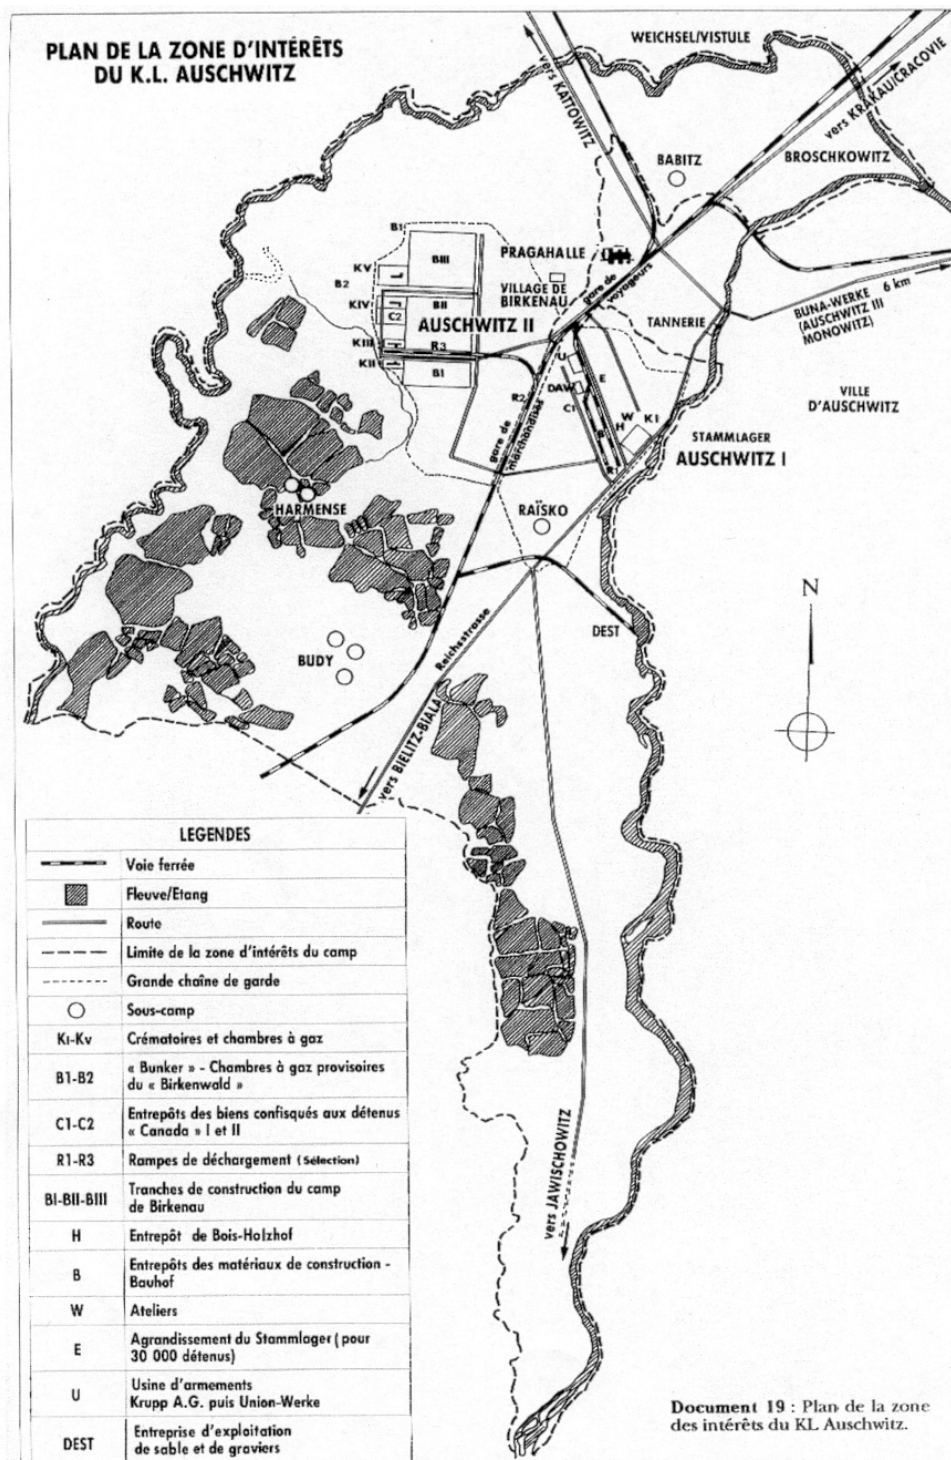 PLAN DE LA ZONE D'INTÉRÊTS
DU K.L. AUSCHWITZ
WEICHSEL/VISTULE
vers KATTOWITZ
vers KRAKAU/CRACOVIE
BABITZ
BROSCHKOWITZ
B1
BIII
KV
B2
PRAGAHALLE
gare de
voyageurs
VILLAGE DE
BIRKENAU
KIV
BII
C2
AUSCHWITZ II
TANNERIE
BUNA-WERKE 6 km
(AUSCHWITZ III
MONOWITZ)
KIII
R3
KII
B1
U
E
DAW
R2
C1
W
H
K1
B
R1
VILLE
D'AUSCHWITZ
gare de
marchandises
STAMMLAGER
AUSCHWITZ I
HARMENSE
RAÏSKO
N
DEST
Reichsstrasse
BUDY
vers BIELITZ-BIALA
vers JAWISCHOWITZ
LEGENDES
Voie ferrée
Fleuve/Etang
Route
Limite de la zone d'intérêts du camp
Grande chaîne de garde
Sous-camp
KI-KV Crématoires et chambres à gaz
B1-B2 « Bunker » - Chambres à gaz provisoires
du « Birkenwald »
C1-C2 Entrepôts des biens confisqués aux détenus
« Canada » I et II
R1-R3 Rampes de déchargement (Sélection)
BI-BII-BIII Tranches de construction du camp
de Birkenau
H Entrepôt de Bois-Holzhof
B Entrepôts des matériaux de construction -
Bauhof
W Ateliers
E Agrandissement du Stammlager (pour
30 000 détenus)
U Usine d'armements
Krupp A.G. puis Union-Werke
DEST Entreprise d'exploitation
de sable et de graviers
Document 19 : Plan de la zone
des intérêts du KL Auschwitz.